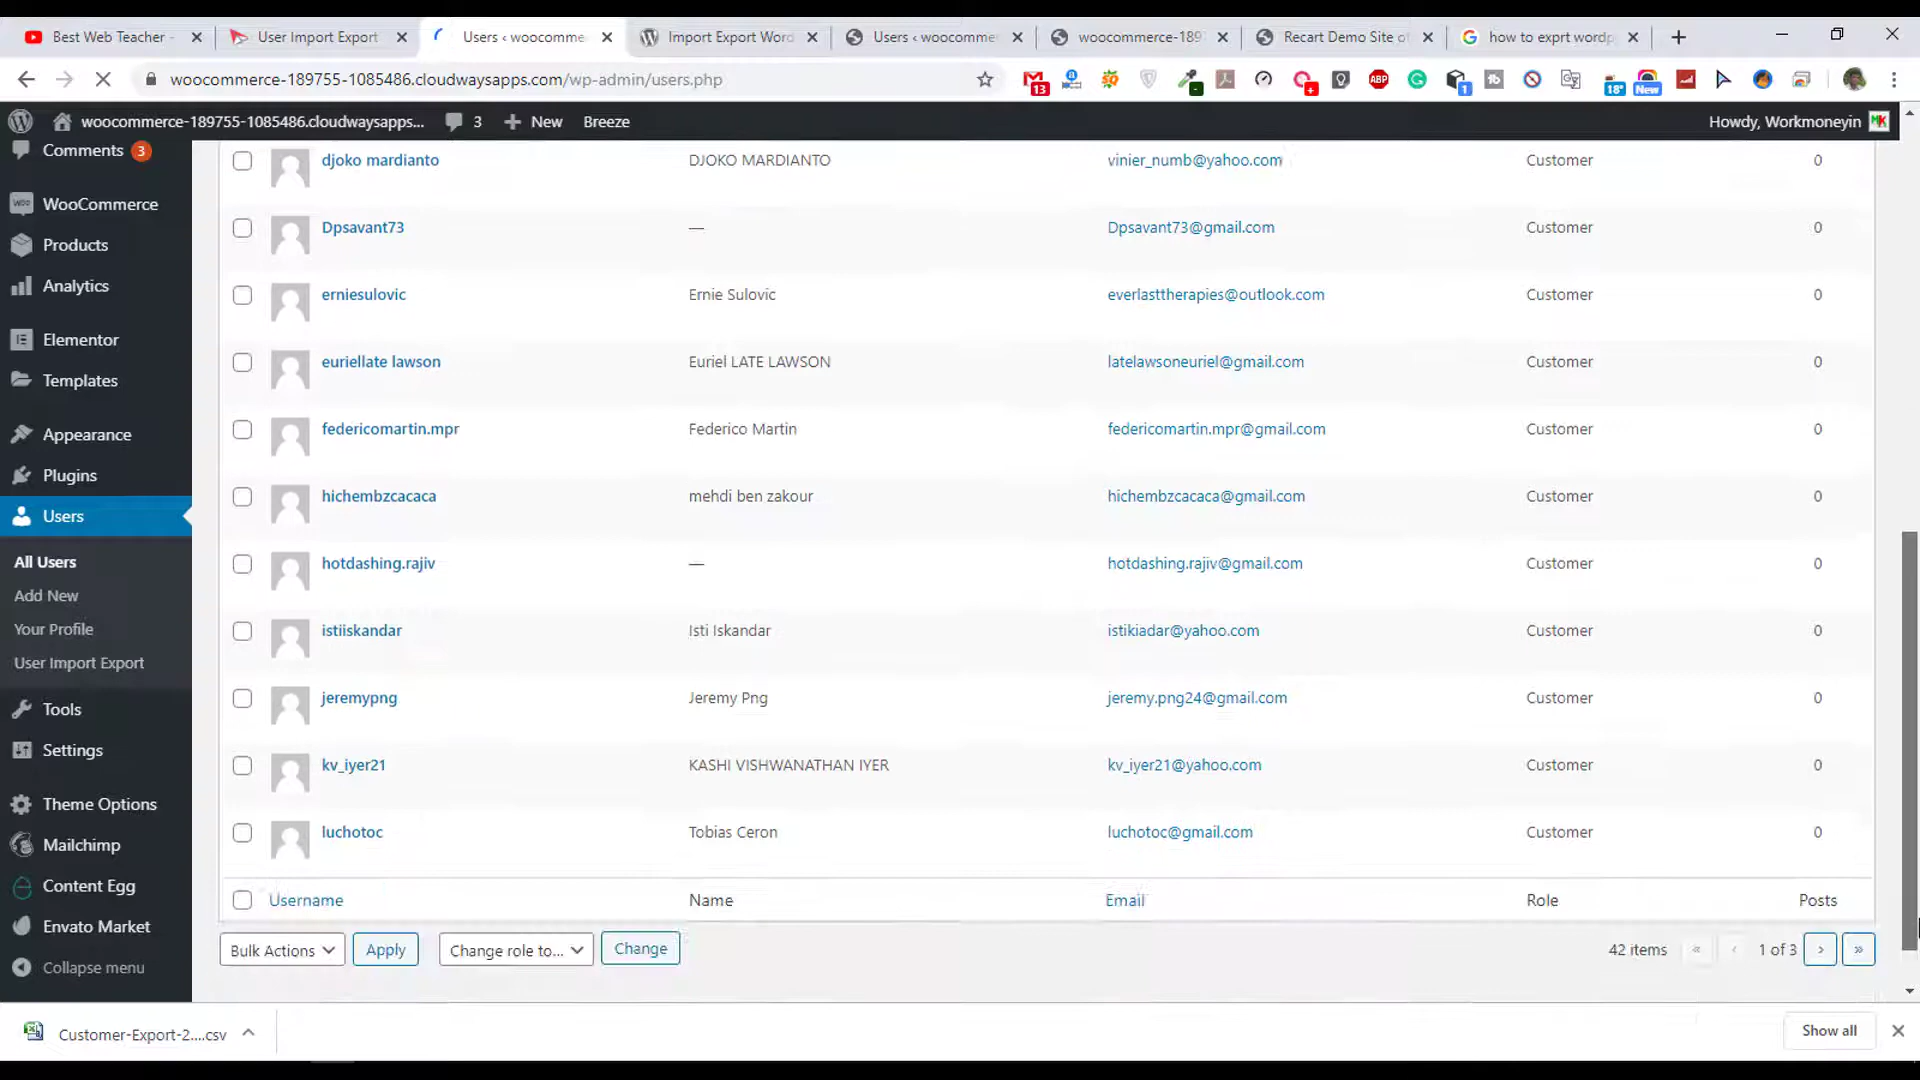 Best Web Teacher -
User Import Export
Users ‹ woocomme
Import Export Word
Users ‹ woocomme
woocommerce-189
Recart Demo Site o
how to exprt wordp
woocommerce-189755-1085486.cloudwaysapps.com/wp-admin/users.php
13
ABP
1
18°
New
woocommerce-189755-1085486.cloudwaysapps...
3
New
Breeze
Howdy, Workmoneyin
MK
Comments 3
WooCommerce
Products
Analytics
Elementor
Templates
Appearance
Plugins
Users
All Users
Add New
Your Profile
User Import Export
Tools
Settings
Theme Options
Mailchimp
Content Egg
Envato Market
Collapse menu
djoko mardianto DJOKO MARDIANTO vinier_numb@yahoo.com Customer 0
Dpsavant73 — Dpsavant73@gmail.com Customer 0
erniesulovic Ernie Sulovic everlasttherapies@outlook.com Customer 0
euriellate lawson Euriel LATE LAWSON latelawsoneuriel@gmail.com Customer 0
federicomartin.mpr Federico Martin federicomartin.mpr@gmail.com Customer 0
hichembzcacaca mehdi ben zakour hichembzcacaca@gmail.com Customer 0
hotdashing.rajiv — hotdashing.rajiv@gmail.com Customer 0
istiiskandar Isti Iskandar istikiadar@yahoo.com Customer 0
jeremypng Jeremy Png jeremy.png24@gmail.com Customer 0
kv_iyer21 KASHI VISHWANATHAN IYER kv_iyer21@yahoo.com Customer 0
luchotoc Tobias Ceron luchotoc@gmail.com Customer 0
Username Name Email Role Posts
Bulk Actions Apply Change role to... Change 42 items « ‹ 1 of 3 › »
Customer-Export-2....csv
Show all